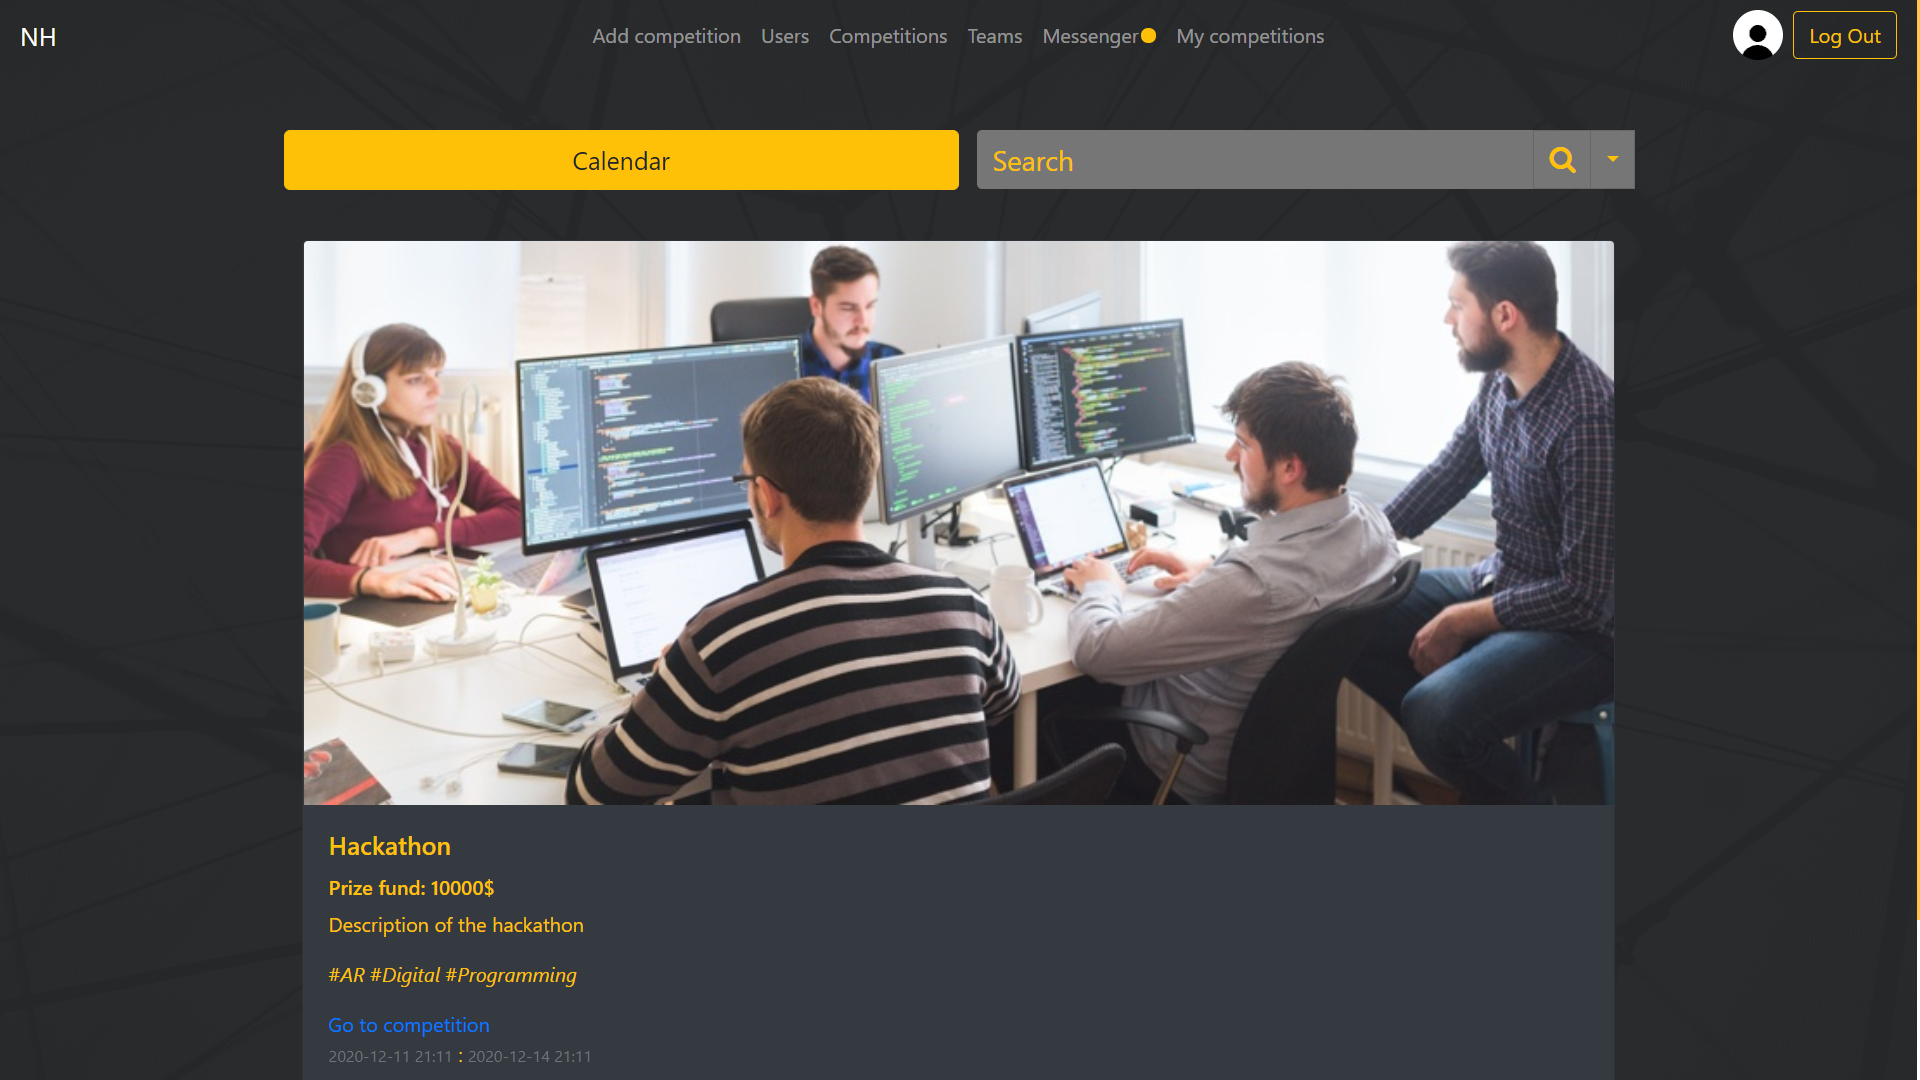 NH
Add competition Users Competitions Teams Messenger My competitions
Log Out
Calendar
Search
Hackathon
Prize fund: 10000$
Description of the hackathon
#AR #Digital #Programming
Go to competition
2020-12-11 21:11 : 2020-12-14 21:11